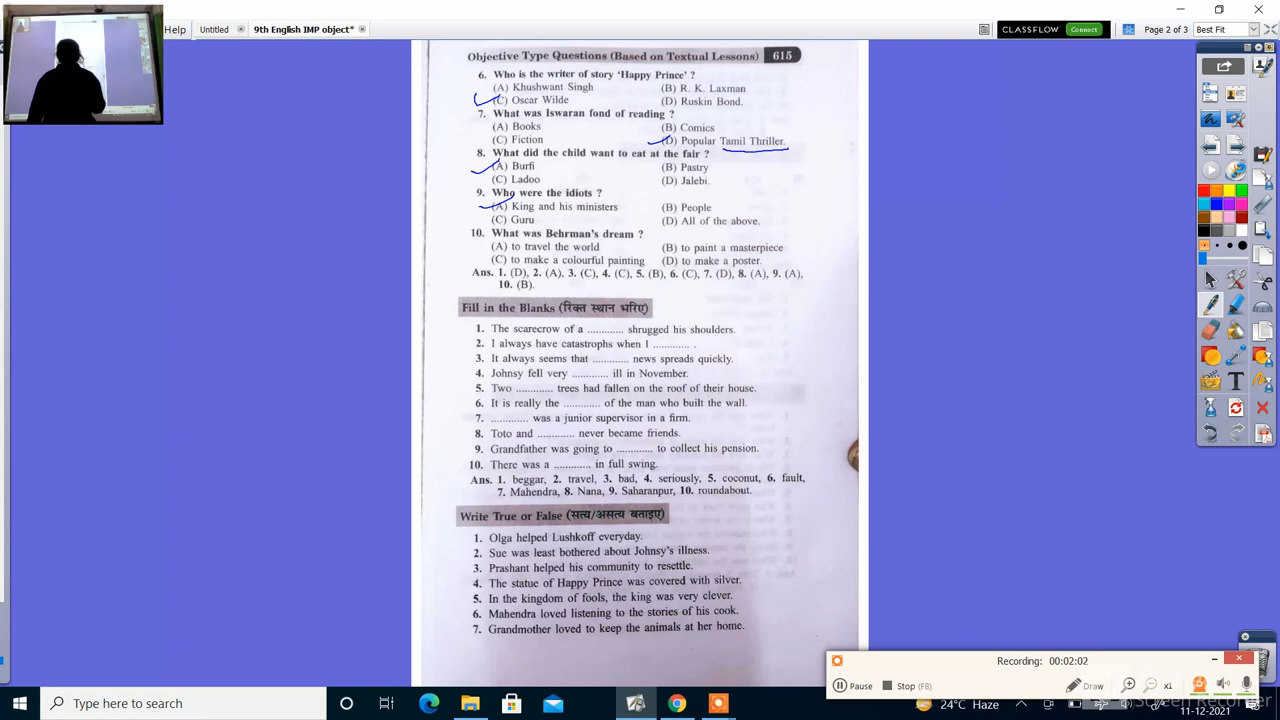 Help
Untitled
9th English IMP object*
CLASSFLOW
Connect
Page 2 of 3
Best Fit
Objective Type Questions (Based on Textual Lessons) 615
6. Who is the writer of story 'Happy Prince' ?
(A) Khushwant Singh (B) R. K. Laxman
(C) Oscar Wilde (D) Ruskin Bond.
7. What was Iswaran fond of reading ?
(A) Books (B) Comics
(C) Fiction (D) Popular Tamil Thriller.
8. What did the child want to eat at the fair ?
(A) Burfi (B) Pastry
(C) Ladoo (D) Jalebi.
9. Who were the idiots ?
(A) King and his ministers (B) People
(C) Guru (D) All of the above.
10. What was Behrman's dream ?
(A) to travel the world (B) to paint a masterpiece
(C) to make a colourful painting (D) to make a poster.
Ans. 1. (D), 2. (A), 3. (C), 4. (C), 5. (B), 6. (C), 7. (D), 8. (A), 9. (A),
10. (B).
Fill in the Blanks (रिक्त स्थान भरिए)
1. The scarecrow of a ............ shrugged his shoulders.
2. I always have catastrophs when I ............ .
3. It always seems that ............ news spreads quickly.
4. Johnsy fell very ............ ill in November.
5. Two ............ trees had fallen on the roof of their house.
6. It is really the ............ of the man who built the wall.
7. ............ was a junior supervisor in a firm.
8. Toto and ............ never became friends.
9. Grandfather was going to ............ to collect his pension.
10. There was a ............ in full swing.
Ans. 1. beggar, 2. travel, 3. bad, 4. seriously, 5. coconut, 6. fault,
7. Mahendra, 8. Nana, 9. Saharanpur, 10. roundabout.
Write True or False (सत्य/असत्य बताइए)
1. Olga helped Lushkoff everyday.
2. Sue was least bothered about Johnsy's illness.
3. Prashant helped his community to resettle.
4. The statue of Happy Prince was covered with silver.
5. In the kingdom of fools, the king was very clever.
6. Mahendra loved listening to the stories of his cook.
7. Grandmother loved to keep the animals at her home.
Recording: 00:02:02
Pause
Stop (F8)
Draw
x1
Screen Recorder
Type here to search
24°C Haze
ENG
11-12-2021